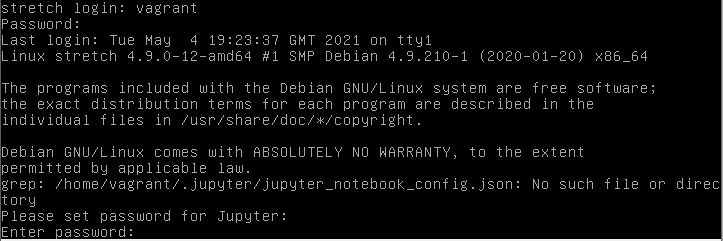 stretch login: vagrant
Password:
Last login: Tue May  4 19:23:37 GMT 2021 on tty1
Linux stretch 4.9.0-12-amd64 #1 SMP Debian 4.9.210-1 (2020-01-20) x86_64

The programs included with the Debian GNU/Linux system are free software;
the exact distribution terms for each program are described in the
individual files in /usr/share/doc/*/copyright.

Debian GNU/Linux comes with ABSOLUTELY NO WARRANTY, to the extent
permitted by applicable law.
grep: /home/vagrant/.jupyter/jupyter_notebook_config.json: No such file or direc
tory
Please set password for Jupyter:
Enter password: